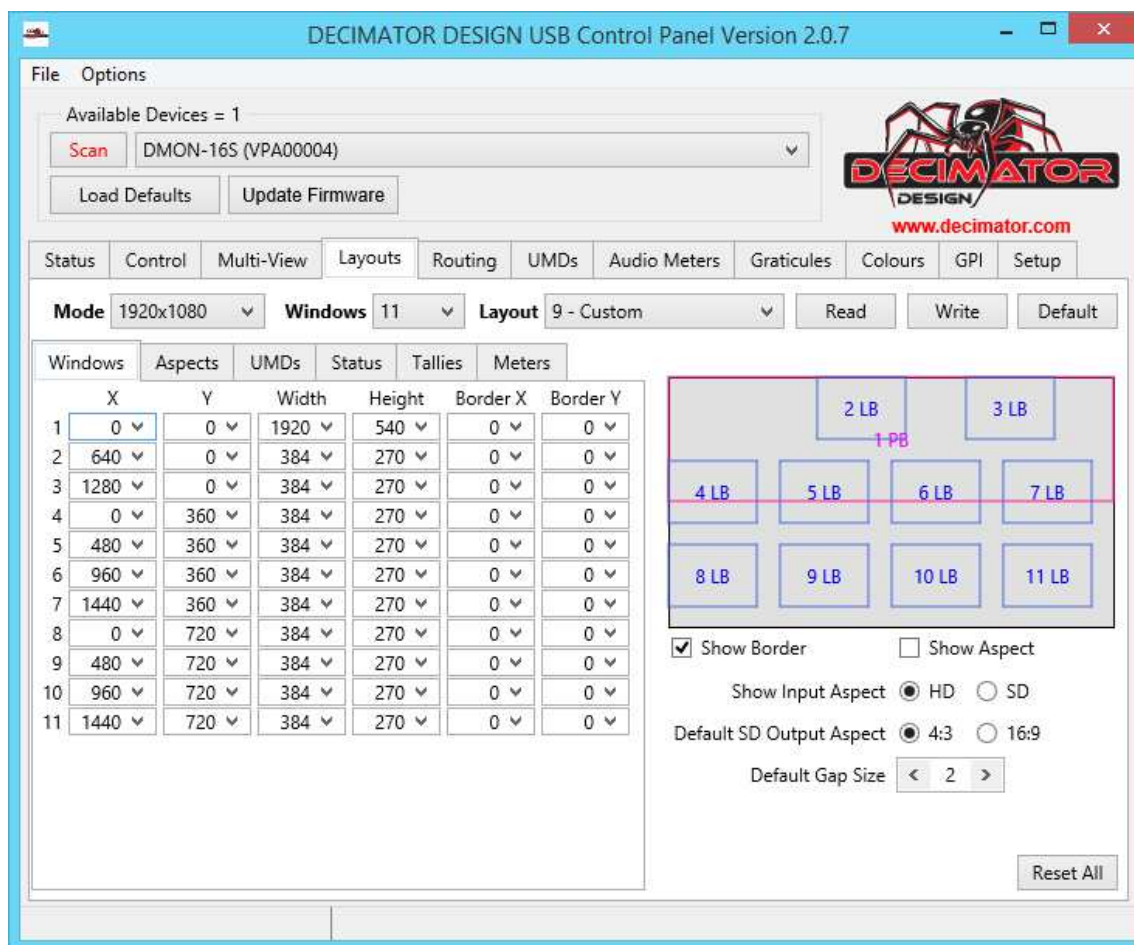 DECIMATOR DESIGN USB Control Panel Version 2.0.7
File Options
Available Devices = 1
Scan DMON-16S (VPA00004)
Load Defaults Update Firmware
DECIMATOR
DESIGN
www.decimator.com
Status Control Multi-View Layouts Routing UMDs Audio Meters Graticules Colours GPI Setup
Mode 1920x1080 Windows 11 Layout 9 - Custom Read Write Default
Windows Aspects UMDs Status Tallies Meters
X Y Width Height Border X Border Y
1 0 0 1920 540 0 0
2 640 0 384 270 0 0
3 1280 0 384 270 0 0
4 0 360 384 270 0 0
5 480 360 384 270 0 0
6 960 360 384 270 0 0
7 1440 360 384 270 0 0
8 0 720 384 270 0 0
9 480 720 384 270 0 0
10 960 720 384 270 0 0
11 1440 720 384 270 0 0
2 LB 3 LB
1 PB
4 LB 5 LB 6 LB 7 LB
8 LB 9 LB 10 LB 11 LB
Show Border Show Aspect
Show Input Aspect HD SD
Default SD Output Aspect 4:3 16:9
Default Gap Size < 2 >
Reset All